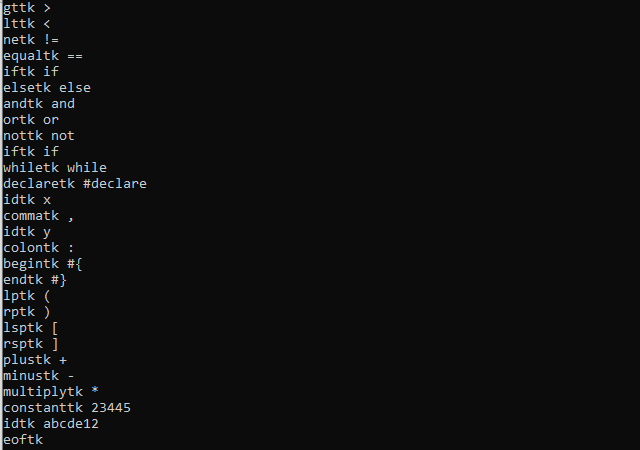 gttk >
lttk <
netk !=
equaltk ==
iftk if
elsetk else
andtk and
ortk or
nottk not
iftk if
whiletk while
declaretk #declare
idtk x
commatk ,
idtk y
colontk :
begintk #{
endtk #}
lptk (
rptk )
lsptk [
rsptk ]
plustk +
minustk -
multiplytk *
constanttk 23445
idtk abcde12
eoftk